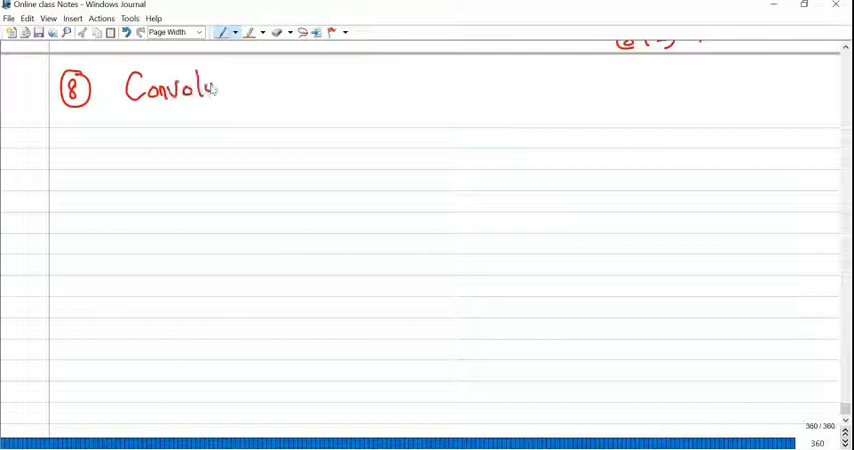 Online class Notes - Windows Journal
File Edit View Insert Actions Tools Help
Page Width
8 Convolu
360 / 360
360